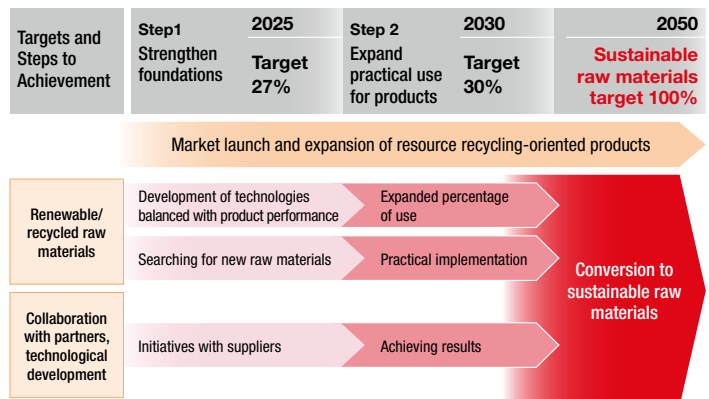 Targets and
Steps to
Achievement
Step1
Strengthen
foundations
2025
Target
27%
Step 2
Expand
practical use
for products
2030
Target
30%
2050
Sustainable
raw materials
target 100%
Market launch and expansion of resource recycling-oriented products
Renewable/
recycled raw
materials
Development of technologies
balanced with product performance
Expanded percentage
of use
Searching for new raw materials
Practical implementation
Collaboration
with partners,
technological
development
Initiatives with suppliers
Achieving results
Conversion to
sustainable raw
materials